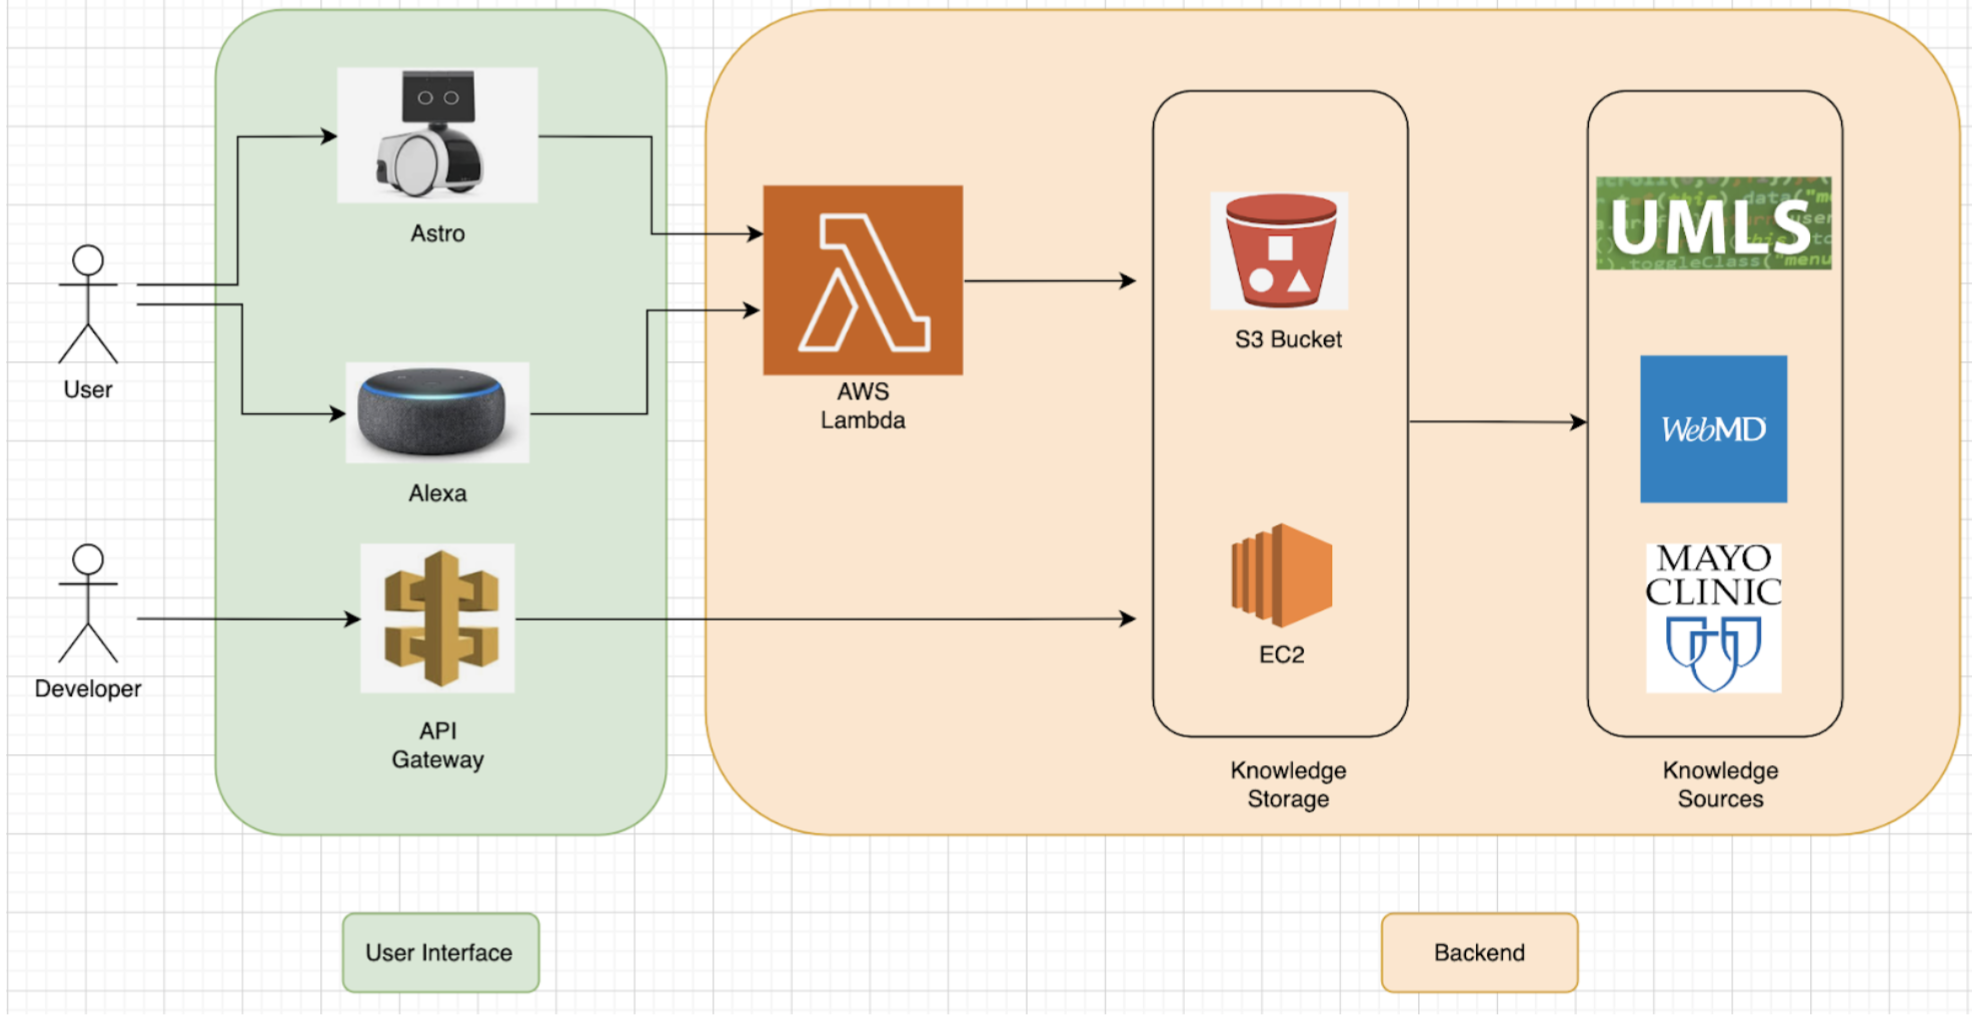 Astro
User
Alexa
Developer
API
Gateway
AWS
Lambda
S3 Bucket
EC2
Knowledge
Storage
UMLS
WebMD
MAYO
CLINIC
Knowledge
Sources
User Interface
Backend